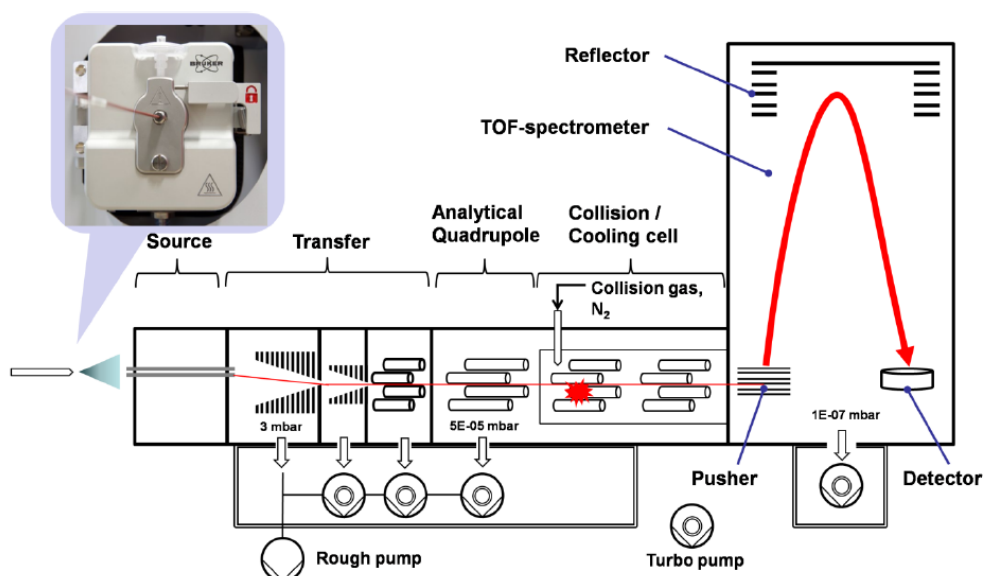 BRUKER
Reflector
TOF-spectrometer
Source
Transfer
Analytical
Quadrupole
Collision /
Cooling cell
Collision gas,
N₂
3 mbar
5E-05 mbar
1E-07 mbar
Pusher
Detector
Rough pump
Turbo pump